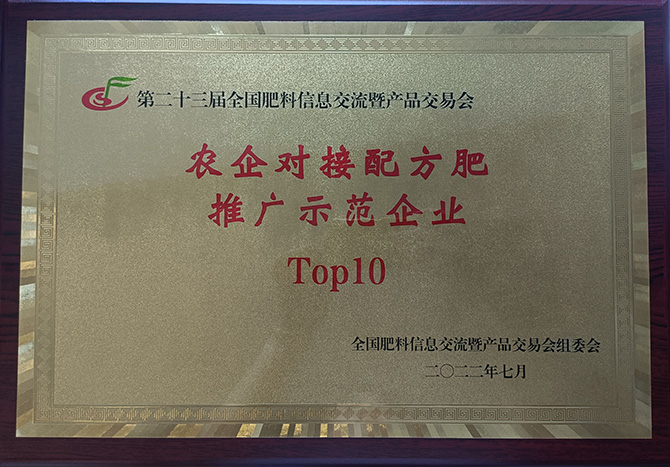 第二十三届全国肥料信息交流暨产品交易会
农企对接配方肥
推广示范企业
Top10
全国肥料信息交流暨产品交易会组委会
二〇二二年七月